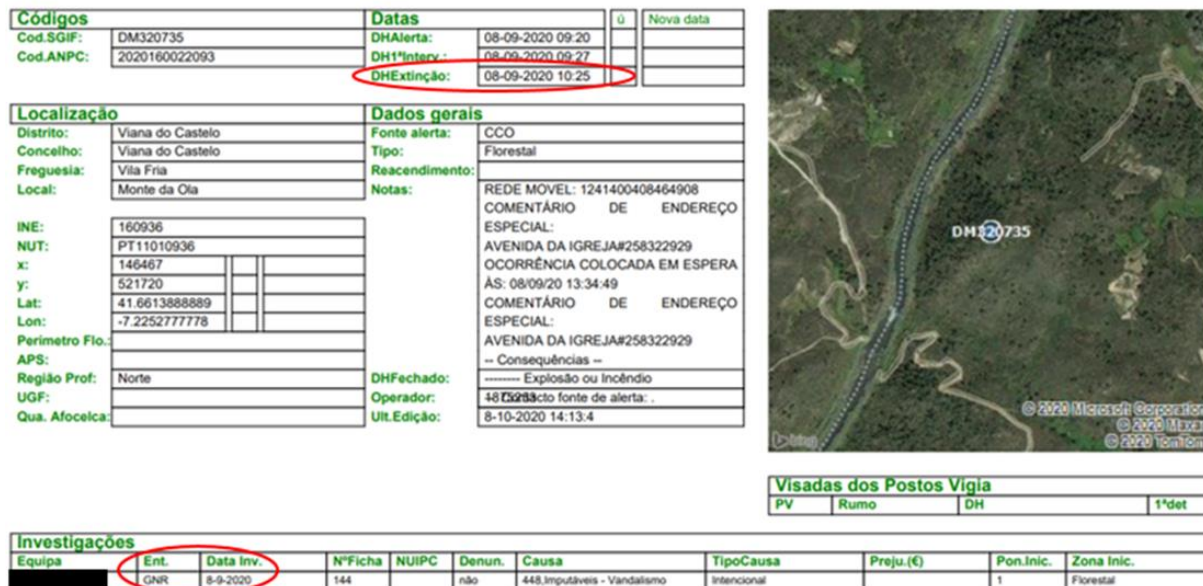 Códigos
Cod.SGIF: DM320735
Cod.ANPC: 2020160022093
Datas ú Nova data
DHAlerta: 08-09-2020 09:20
DH1ªInterv.: 08-09-2020 09:27
DHExtinção: 08-09-2020 10:25
Localização
Distrito: Viana do Castelo
Concelho: Viana do Castelo
Freguesia: Vila Fria
Local: Monte da Ola
INE: 160936
NUT: PT11010936
x: 146467
y: 521720
Lat: 41.6613888889
Lon: -7.2252777778
Perimetro Flo.:
APS:
Região Prof: Norte
UGF:
Qua. Afocelca:
Dados gerais
Fonte alerta: CCO
Tipo: Florestal
Reacendimento:
Notas: REDE MOVEL: 1241400408464908
COMENTÁRIO DE ENDEREÇO
ESPECIAL:
AVENIDA DA IGREJA#258322929
OCORRÊNCIA COLOCADA EM ESPERA
ÀS: 08/09/20 13:34:49
COMENTÁRIO DE ENDEREÇO
ESPECIAL:
AVENIDA DA IGREJA#258322929
-- Consequências --
DHFechado: -------- Explosão ou Incêndio
Operador: fonte de alerta: .
Ult.Edição: 8-10-2020 14:13:4
DM320735
bing
© 2020 Microsoft Corporation
© 2020 Maxar
© 2020 TomTom
Visadas dos Postos Vigia
PV Rumo DH 1ªdet
Investigações
Equipa Ent. Data Inv. NºFicha NUIPC Denun. Causa TipoCausa Preju.(€) Pon.Inic. Zona Inic.
GNR 8-9-2020 144 não 448,Imputáveis - Vandalismo Intencional 1 Florestal